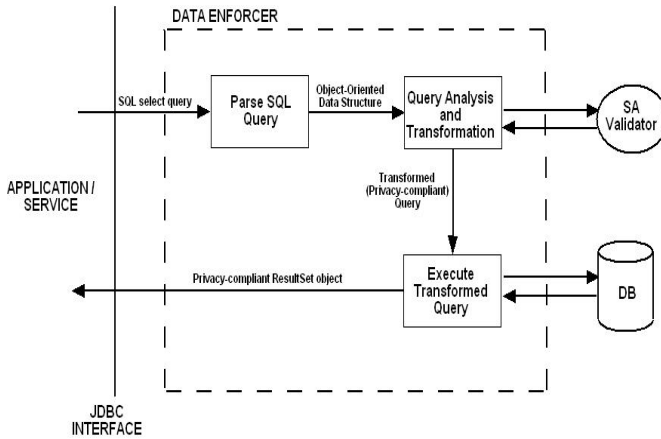 DATA ENFORCER
SQL select query
Parse SQL
Query
Object-Oriented
Data Structure
Query Analysis
and
Transformation
SA
Validator
APPLICATION /
SERVICE
Transformed
(Privacy-compliant)
Query
Privacy-compliant ResultSet object
Execute
Transformed
Query
DB
JDBC
INTERFACE